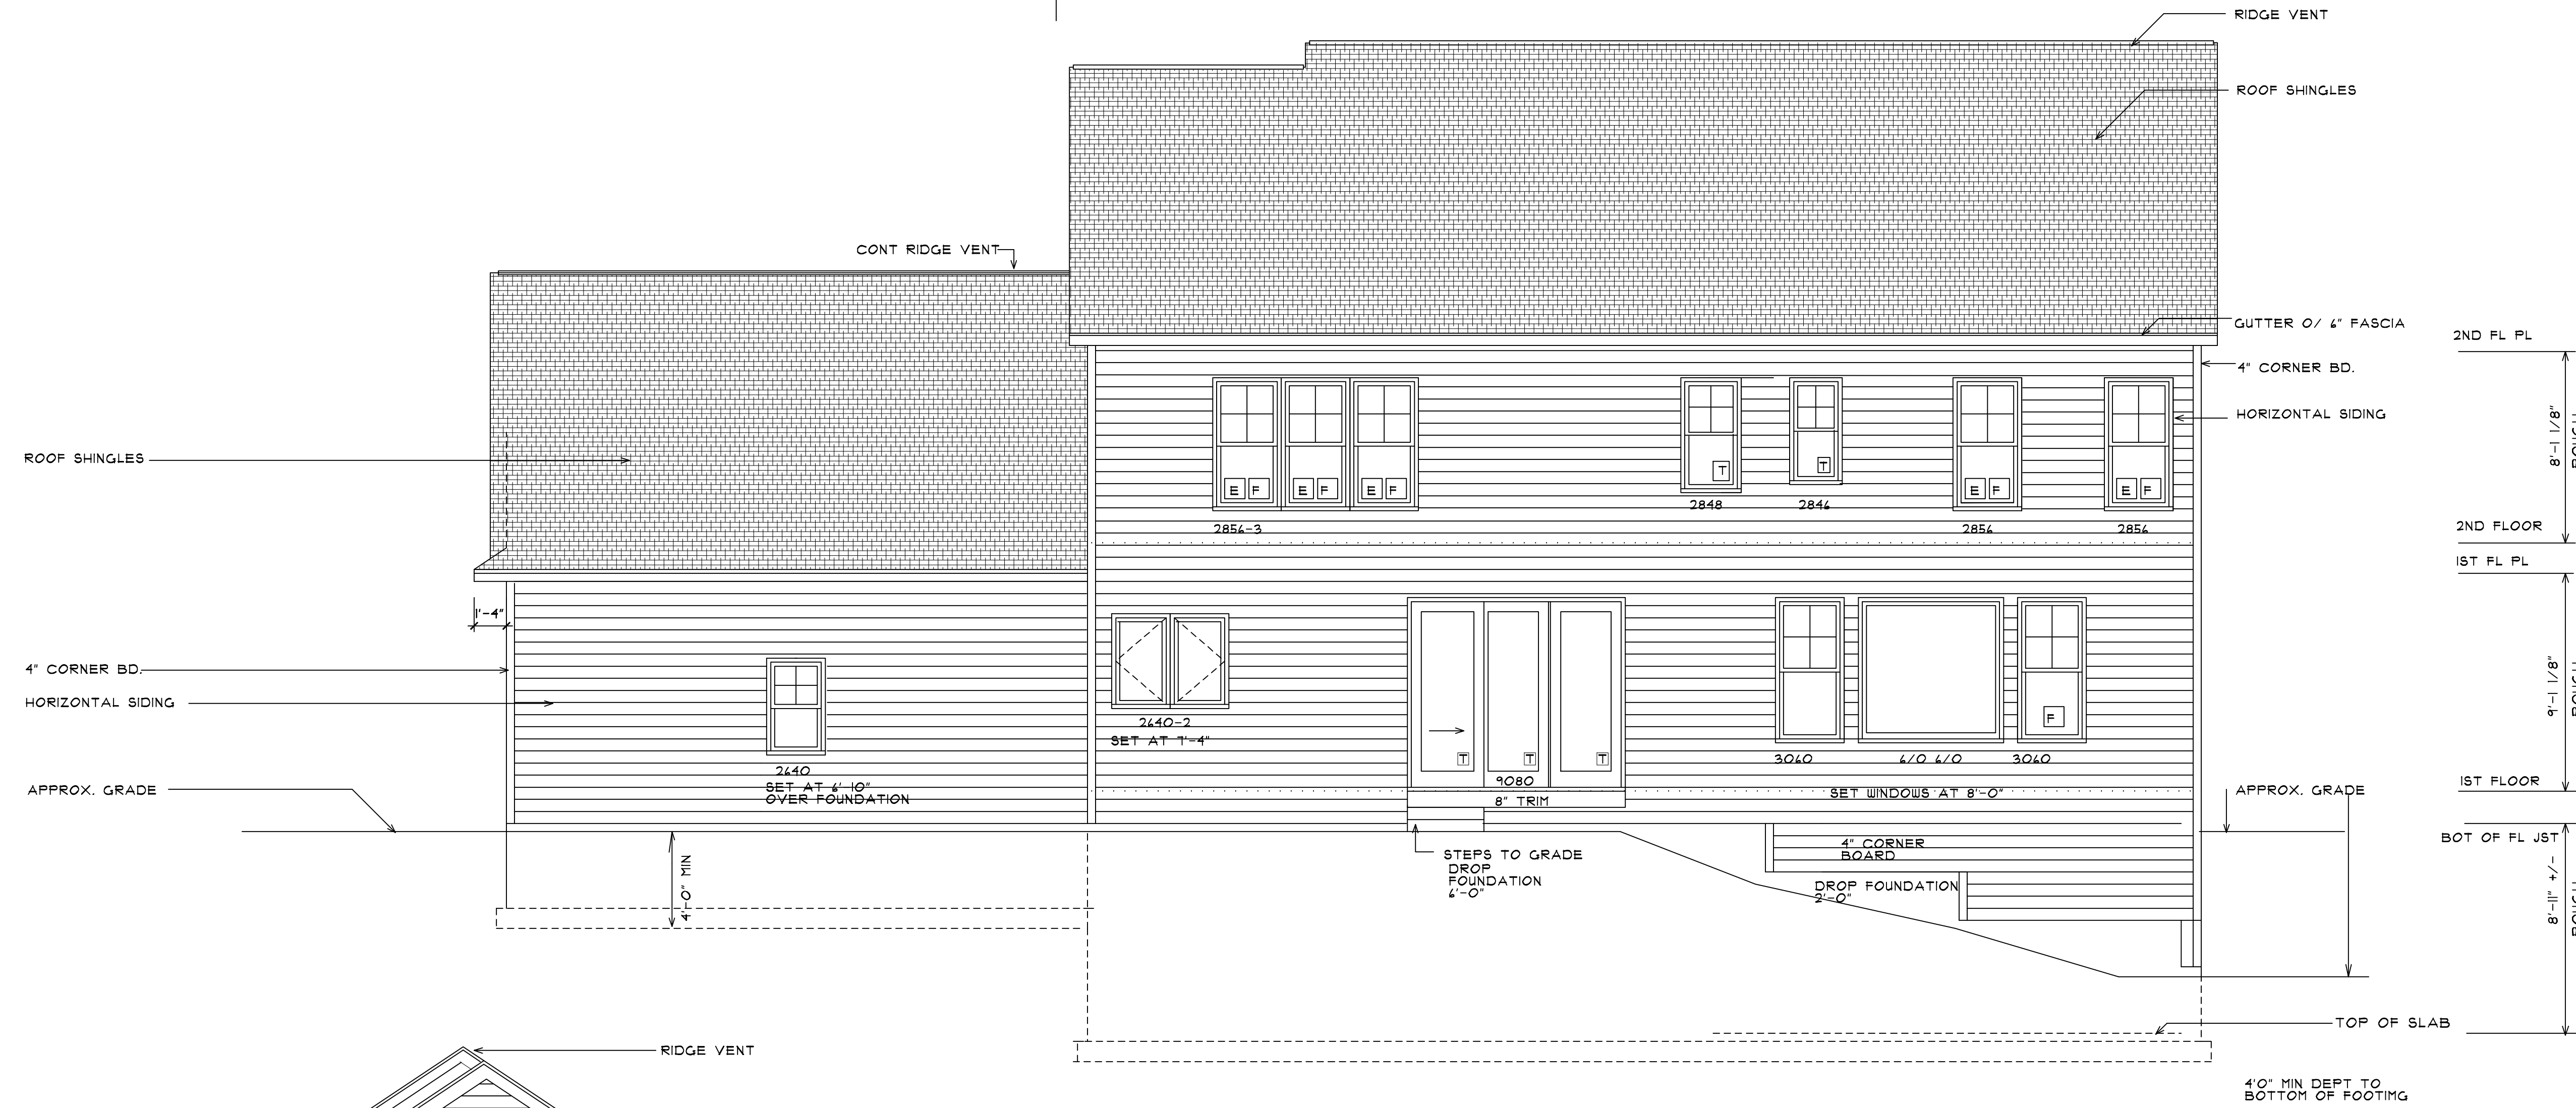 RIDGE VENT
ROOF SHINGLES
CONT RIDGE VENT
GUTTER O/ 6" FASCIA
2ND FL PL
4" CORNER BD.
HORIZONTAL SIDING
8'-1 1/8"
ROOF SHINGLES
E F E F E F
T
T
E F
E F
2856-3
2848
2846
2856
2856
2ND FLOOR
1ST FL PL
1'-4"
4" CORNER BD.
HORIZONTAL SIDING
9'-1 1/8"
2640-2
SET AT 7'-4"
T
T
T
F
3060
6/0 6/0
3060
2640
SET AT 6'-10"
OVER FOUNDATION
9080
8" TRIM
SET WINDOWS AT 8'-0"
1ST FLOOR
APPROX. GRADE
APPROX. GRADE
BOT OF FL JST
4'-0" MIN
STEPS TO GRADE
DROP
FOUNDATION
6'-0"
4" CORNER
BOARD
DROP FOUNDATION
2'-0"
8'-11" +/-
TOP OF SLAB
RIDGE VENT
4'0" MIN DEPT TO
BOTTOM OF FOOTIMG